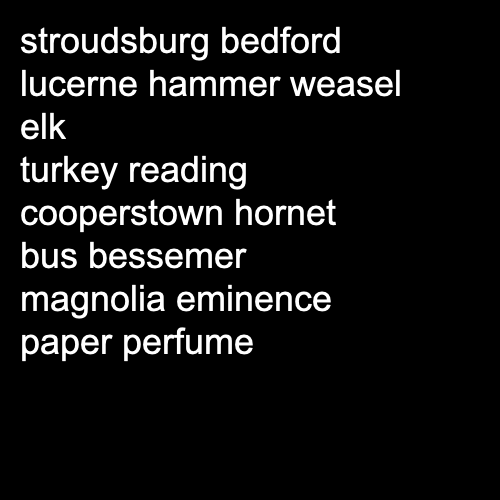 stroudsburg bedford
lucerne hammer weasel
elk
turkey reading
cooperstown hornet
bus bessemer
magnolia eminence
paper perfume